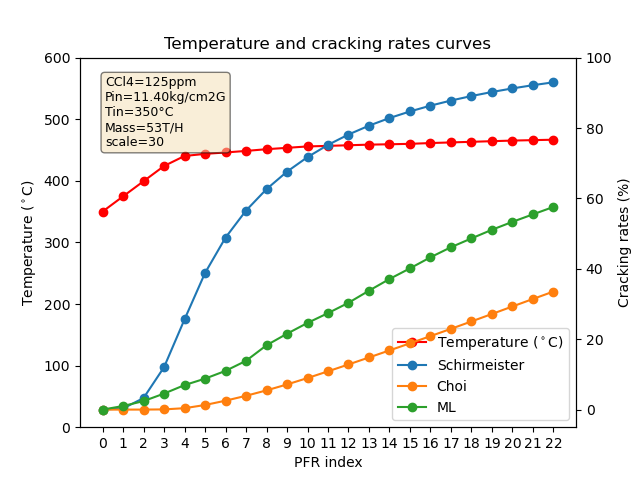 Temperature and cracking rates curves
CCl4=125ppm
Pin=11.40kg/cm2G
Tin=350°C
Mass=53T/H
scale=30
Temperature (°C)
600
500
400
300
200
100
0
Cracking rates (%)
100
80
60
40
20
0
Temperature (°C)
Schirmeister
Choi
ML
0 1 2 3 4 5 6 7 8 9 10 11 12 13 14 15 16 17 18 19 20 21 22
PFR index